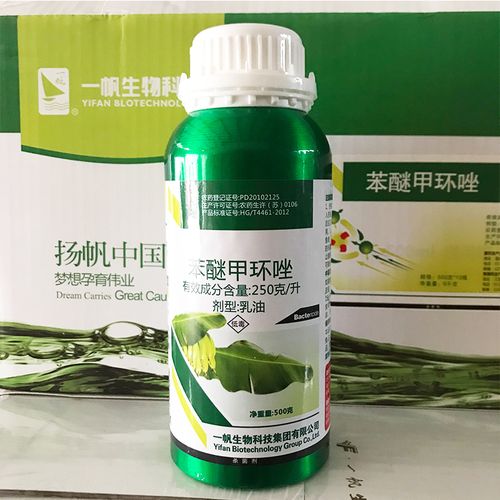 一帆生物科
YIFAN BIOTECHNOLOGY
扬帆中国
梦想孕育伟业
Dream Carries Great Cau
农药登记证号:PD20102125
生产许可证号:农药生许(苏)0106
产品标准证号:HG/T4461-2012
苯醚甲环唑
有效成分含量:250克/升
剂型:乳油
低毒
净重量:500克
一帆生物科技集团有限公司
Yifan Biotechnology Group Co.,Ltd.
杀菌剂
苯醚甲环唑